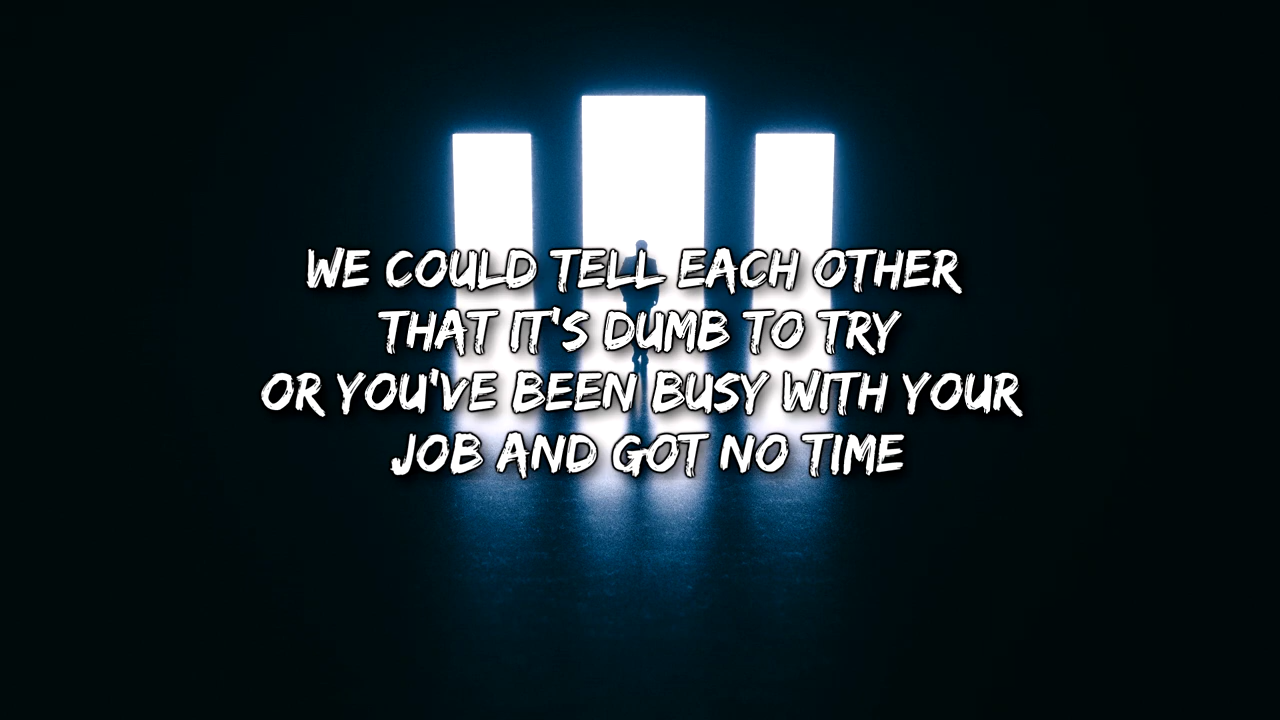 WE COULD TELL EACH OTHER
THAT IT'S DUMB TO TRY
OR YOU'VE BEEN BUSY WITH YOUR
JOB AND GOT NO TIME